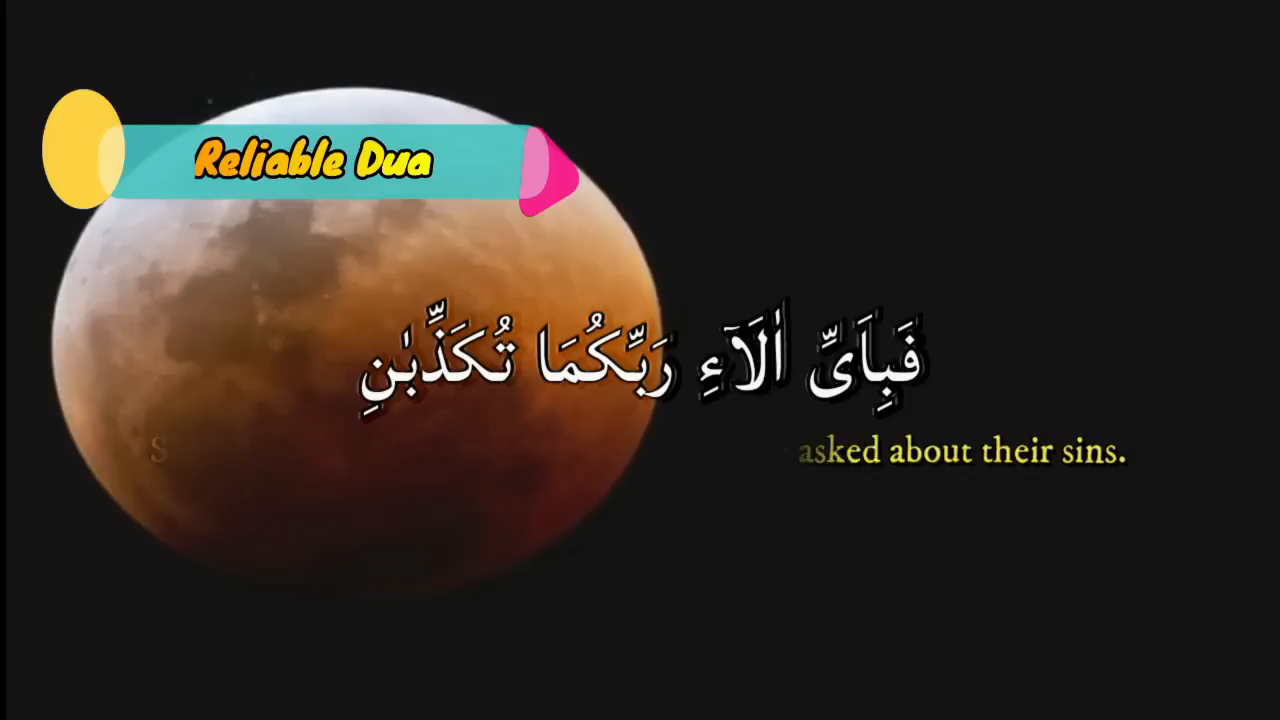 Reliable Dua
فَبِاَىِّ اٰلَآءِ رَبِّكُمَا تُكَذِّبٰنِ
S
asked about their sins.